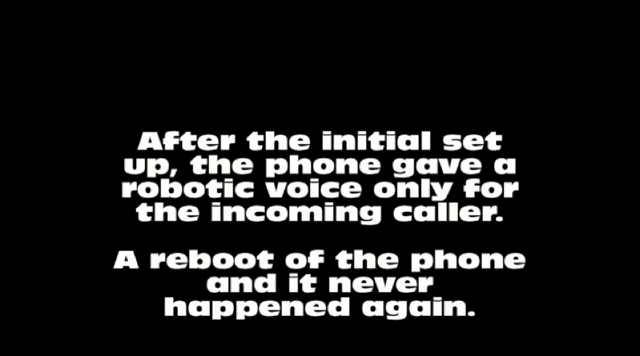 After the initial set
up, the phone gave a
robotic voice only for
the incoming caller.
A reboot of the phone
and it never
happened again.